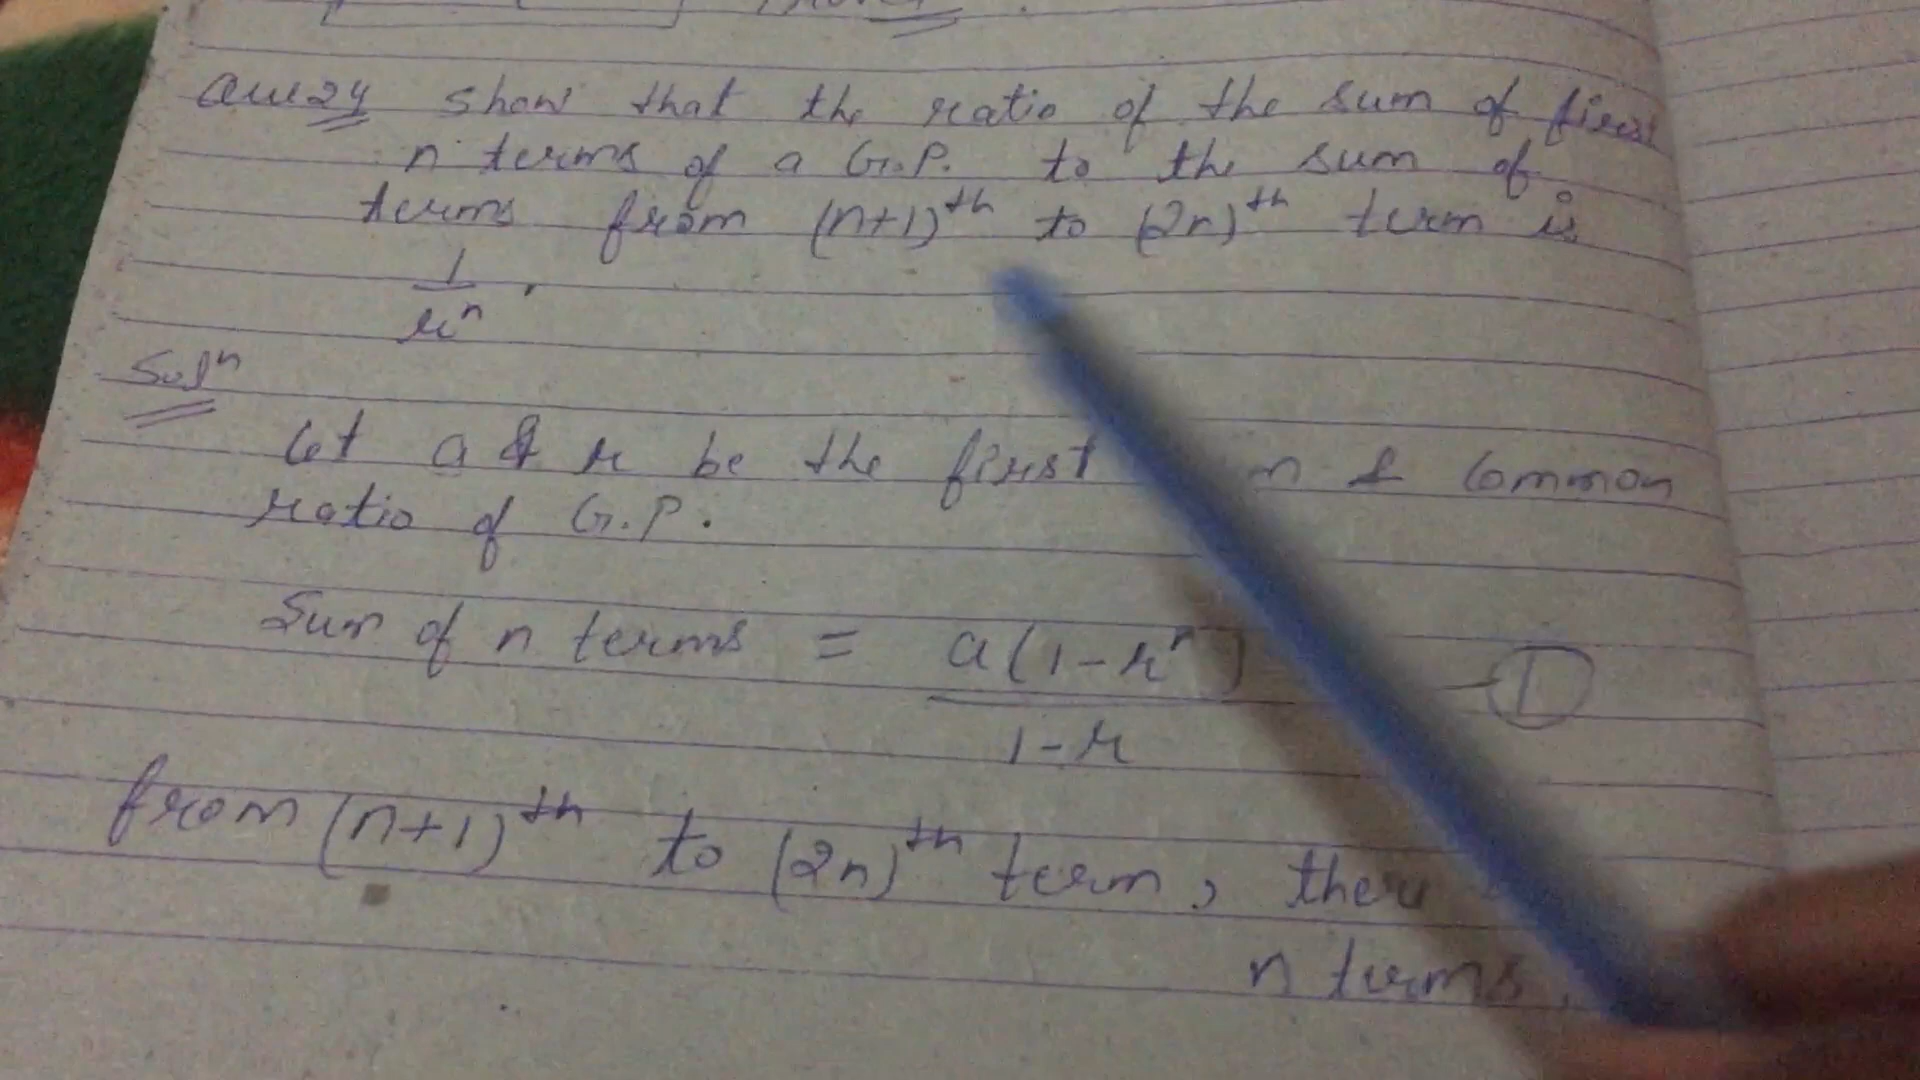 Que24 show that the ratio of the sum of first
n terms of a G.P. to the sum of
terms from (n+1)^th to (2n)^th term is
1/r^n .
Sol^n
Let a & r be the first & common
ratio of G.P.
Sum of n terms = a(1-r^n)/1-r - 1
from (n+1)^th to (2n)^th term, there
n terms.